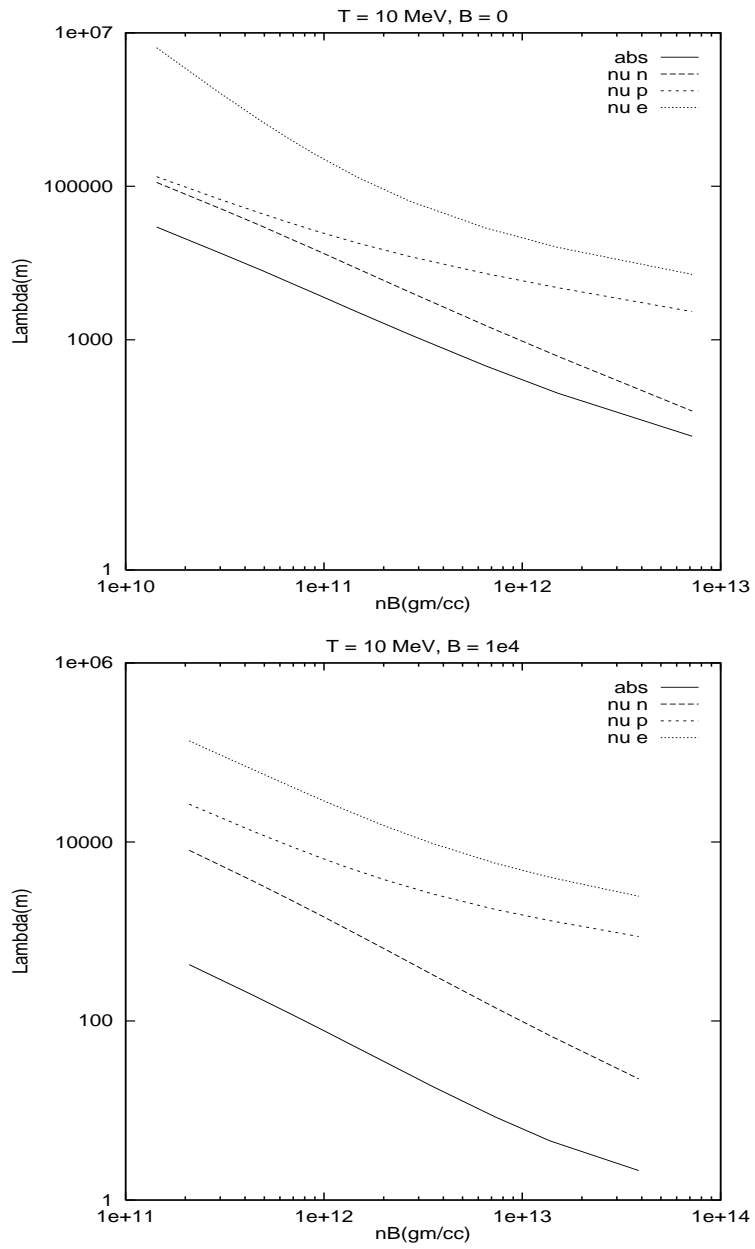 T = 10 MeV, B = 0
1e+07
100000
1000
1
Lambda(m)
abs
nu n
nu p
nu e
1e+10
1e+11
1e+12
1e+13
nB(gm/cc)
T = 10 MeV, B = 1e4
1e+06
10000
100
1
Lambda(m)
abs
nu n
nu p
nu e
1e+11
1e+12
1e+13
1e+14
nB(gm/cc)